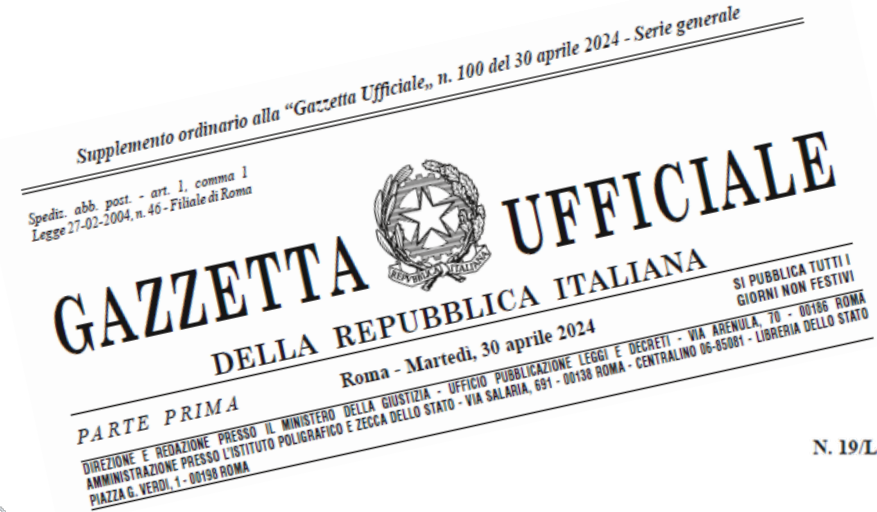 Supplemento ordinario alla “Gazzetta Ufficiale„ n. 100 del 30 aprile 2024 - Serie generale
Spediz. abb. post. - art. 1, comma 1
Legge 27-02-2004, n. 46 - Filiale di Roma
GAZZETTA UFFICIALE
REPVBBLICA ITALIANA
DELLA REPUBBLICA ITALIANA
SI PUBBLICA TUTTI I
GIORNI NON FESTIVI
PARTE PRIMA
Roma - Martedì, 30 aprile 2024
DIREZIONE E REDAZIONE PRESSO IL MINISTERO DELLA GIUSTIZIA - UFFICIO PUBBLICAZIONE LEGGI E DECRETI - VIA ARENULA, 70 - 00186 ROMA
AMMINISTRAZIONE PRESSO L'ISTITUTO POLIGRAFICO E ZECCA DELLO STATO - VIA SALARIA, 691 - 00138 ROMA - CENTRALINO 06-85081 - LIBRERIA DELLO STATO
PIAZZA G. VERDI, 1 - 00198 ROMA
N. 19/L